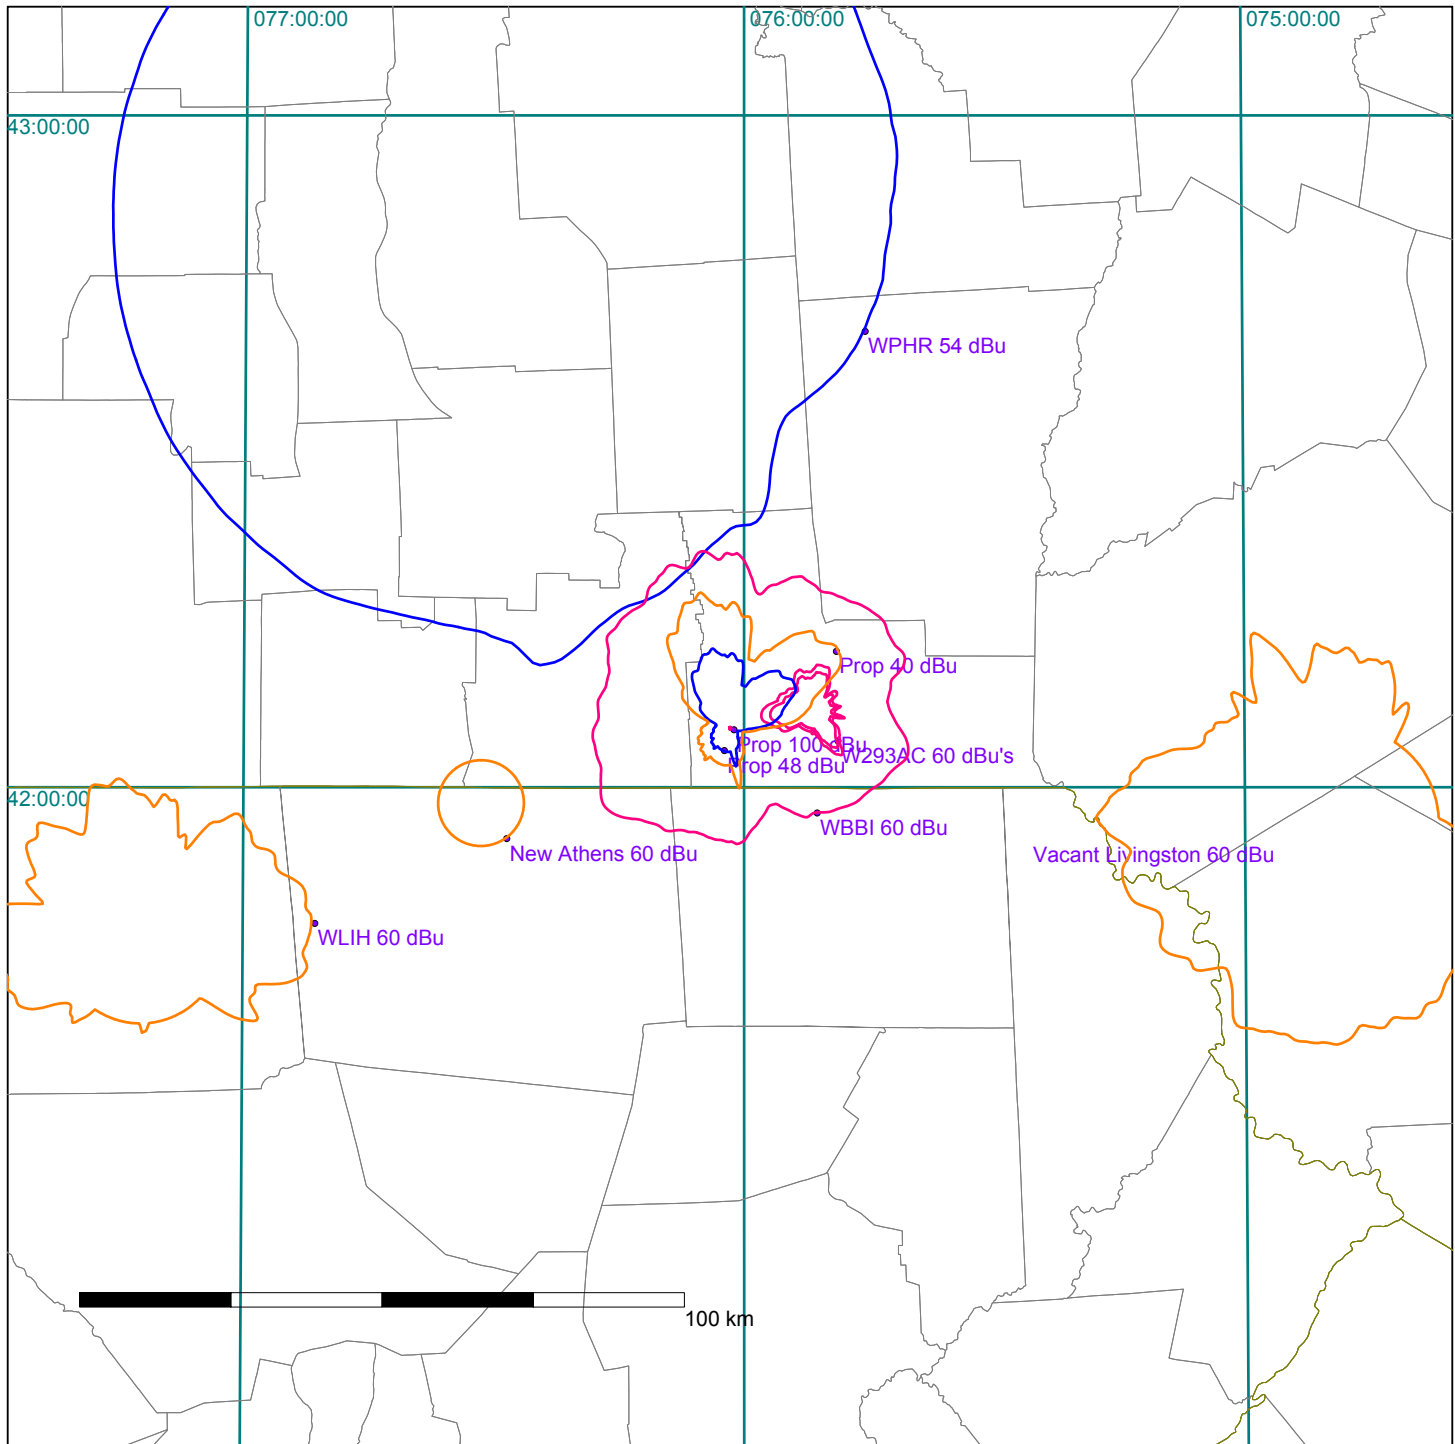 077:00:00
076:00:00
075:00:00
43:00:00
WPHR 54 dBu
Prop 40 dBu
Prop 100 dBu
W293AC 60 dBu's
Prop 48 dBu
42:00:00
WBBI 60 dBu
New Athens 60 dBu
Vacant Livingston 60 dBu
WLIH 60 dBu
100 km